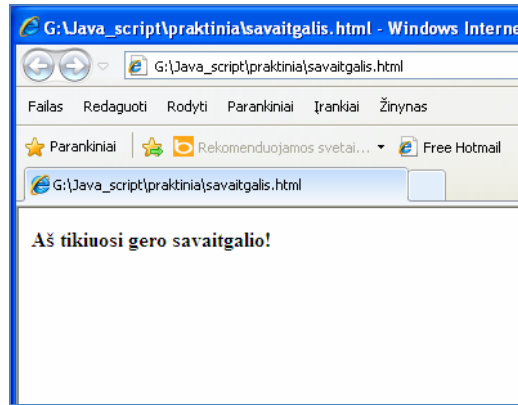 G:\Java_script\praktinia\savaitgalis.html - Windows Interne
G:\Java_script\praktinia\savaitgalis.html
Failas Redaguoti Rodyti Parankiniai Įrankiai Žinynas
Parankiniai Rekomenduojamos svetai... Free Hotmail
G:\Java_script\praktinia\savaitgalis.html
Aš tikiuosi gero savaitgalio!